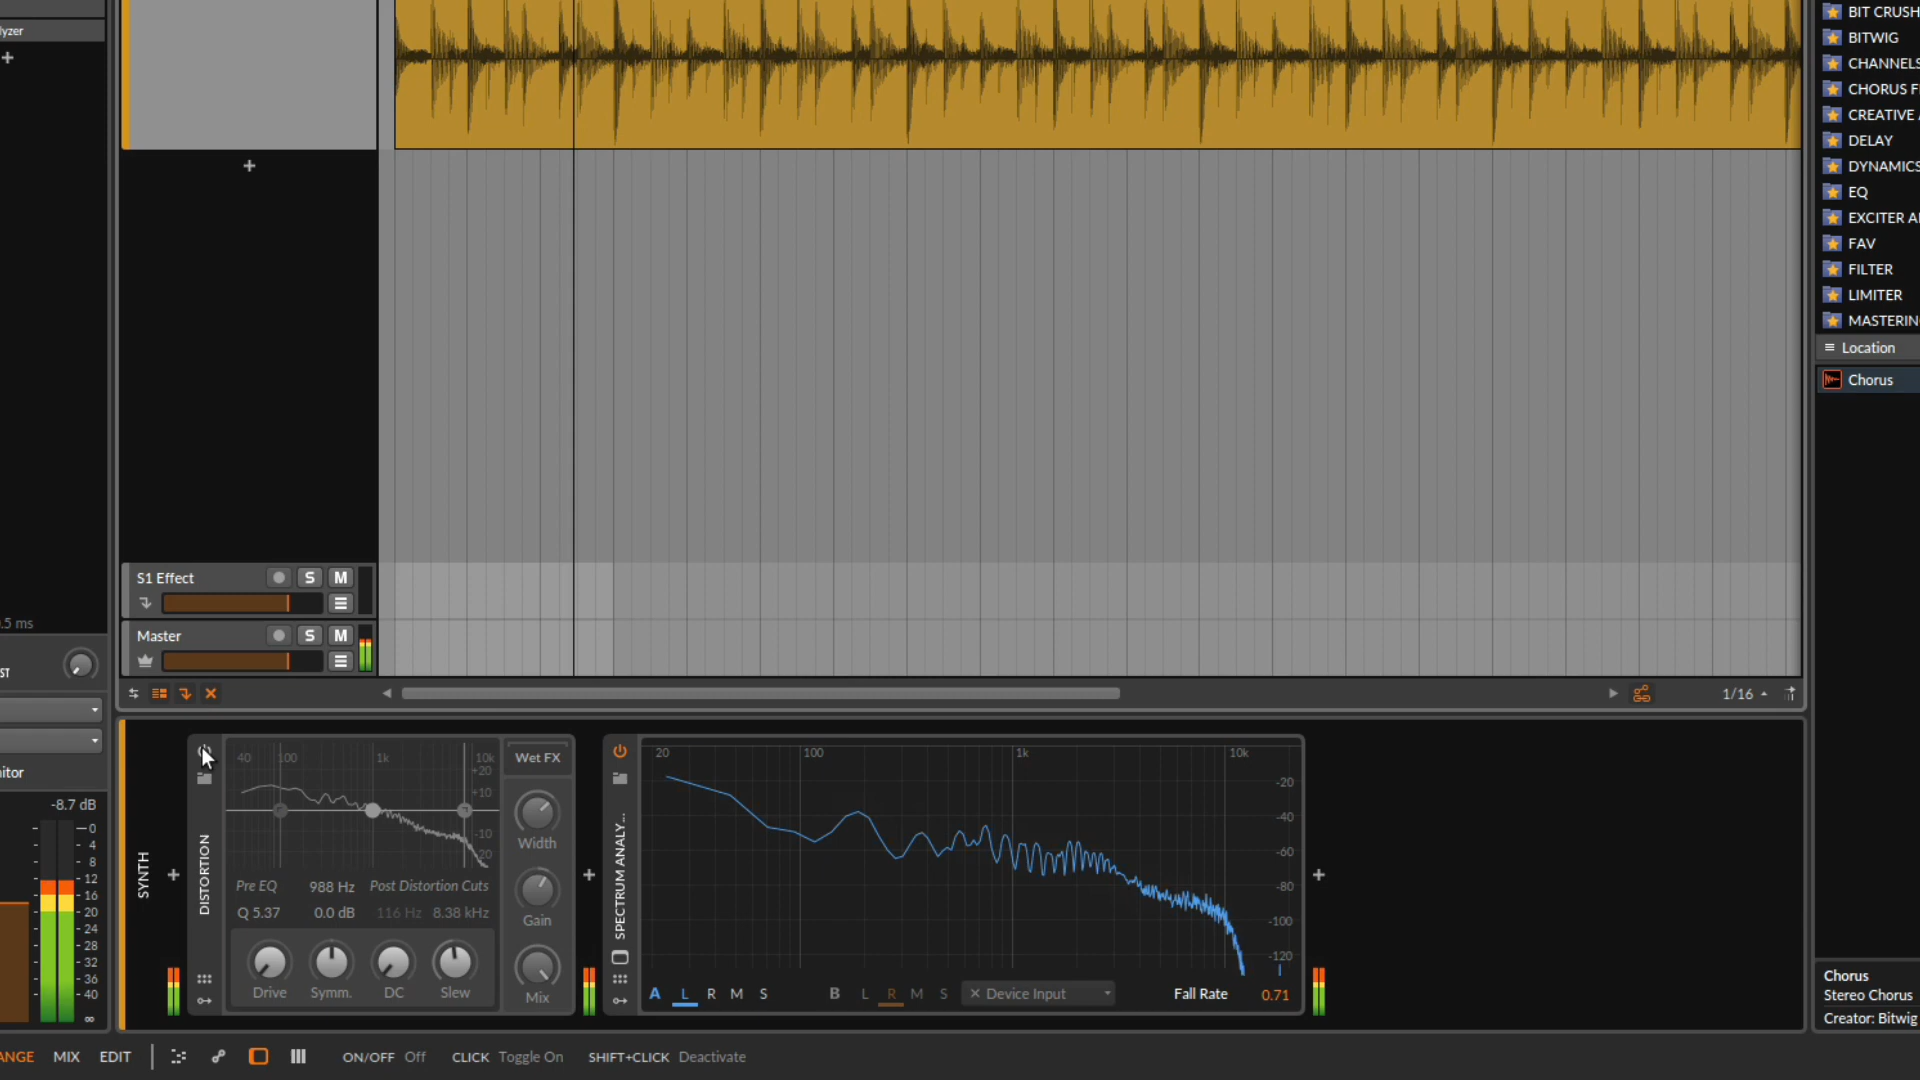 lyzer
BIT CRUSH
BITWIG
CHANNELS
CHORUS F
CREATIVE
DELAY
DYNAMICS
EQ
EXCITER
FAV
FILTER
LIMITER
MASTERIN
Location
Chorus
S1 Effect
S
M
.5 ms
Master
S
M
ST
1/16
itor
-8.7 dB
0
4
8
12
16
20
24
28
32
36
40
∞
SYNTH
DISTORTION
40
100
1k
10k
+20
+10
-10
-20
Pre EQ
988 Hz
Post Distortion Cuts
Q 5.37
0.0 dB
116 Hz
8.38 kHz
Drive
Symm.
DC
Slew
Wet FX
Width
Gain
Mix
SPECTRUM ANALY...
20
100
1k
10k
-20
-40
-60
-80
-100
-120
A
L
R
M
S
B
L
R
M
S
Device Input
Fall Rate
0.71
Chorus
Stereo Chorus
Creator: Bitwig
ANGE
MIX
EDIT
ON/OFF Off
CLICK Toggle On
SHIFT+CLICK Deactivate